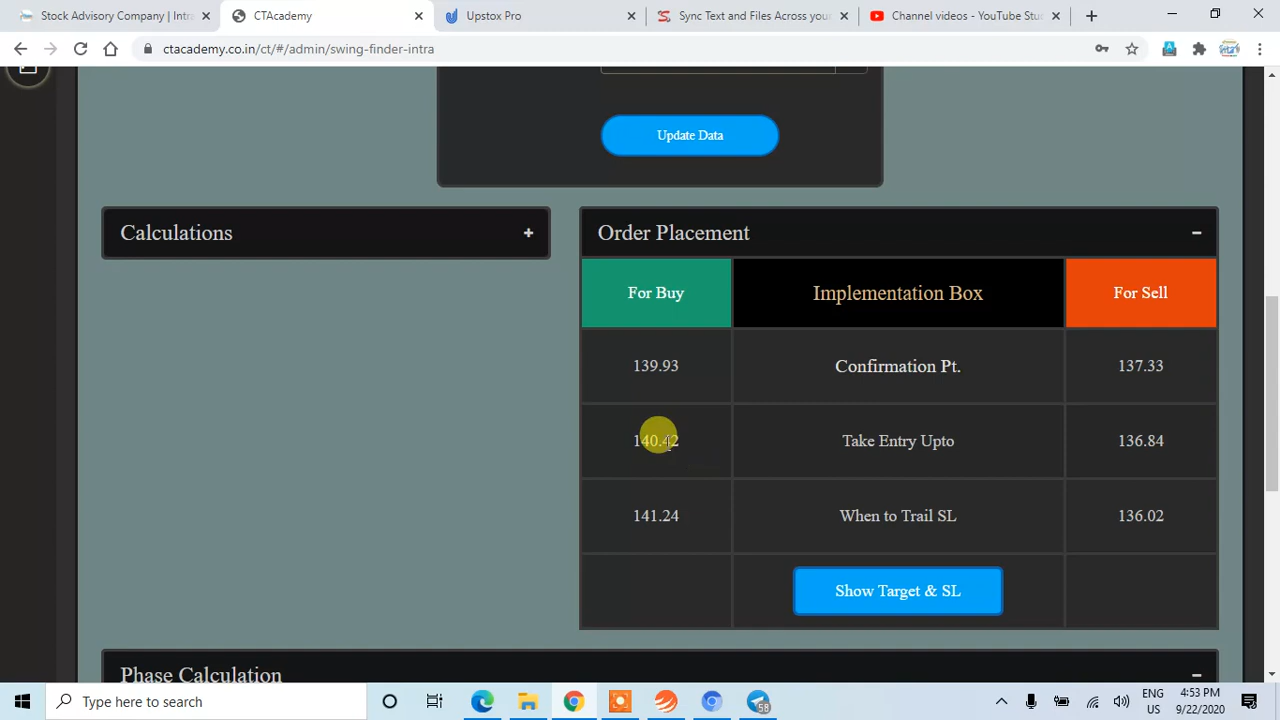 Stock Advisory Company | Intra
CTAcademy
Upstox Pro
Sync Text and Files Across your
Channel videos - YouTube Stu
ctacademy.co.in/ct/#/admin/swing-finder-intra
Update Data
Calculations
+
Order Placement
−
For Buy
Implementation Box
For Sell
139.93
Confirmation Pt.
137.33
140.42
Take Entry Upto
136.84
141.24
When to Trail SL
136.02
Show Target & SL
Phase Calculation
−
Type here to search
58
ENG
US
4:53 PM
9/22/2020